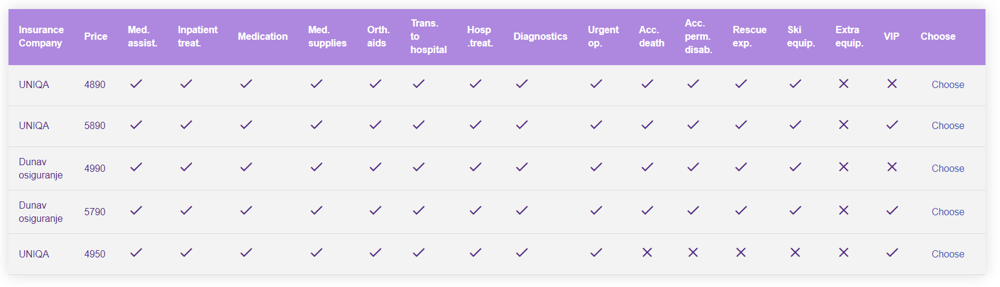 Insurance Company Price Med. assist. Inpatient treat. Medication Med. supplies Orth. aids Trans. to hospital Hosp .treat. Diagnostics Urgent op. Acc. death Acc. perm. disab. Rescue exp. Ski equip. Extra equip. VIP Choose
UNIQA 4890 ✓ ✓ ✓ ✓ ✓ ✓ ✓ ✓ ✓ ✓ ✓ ✓ ✓ ✕ ✕ Choose
UNIQA 5890 ✓ ✓ ✓ ✓ ✓ ✓ ✓ ✓ ✓ ✓ ✓ ✓ ✓ ✕ ✓ Choose
Dunav osiguranje 4990 ✓ ✓ ✓ ✓ ✓ ✓ ✓ ✓ ✓ ✓ ✓ ✓ ✓ ✕ ✕ Choose
Dunav osiguranje 5790 ✓ ✓ ✓ ✓ ✓ ✓ ✓ ✓ ✓ ✓ ✓ ✓ ✓ ✕ ✓ Choose
UNIQA 4950 ✓ ✓ ✓ ✓ ✓ ✓ ✓ ✓ ✓ ✕ ✕ ✕ ✕ ✕ ✓ Choose